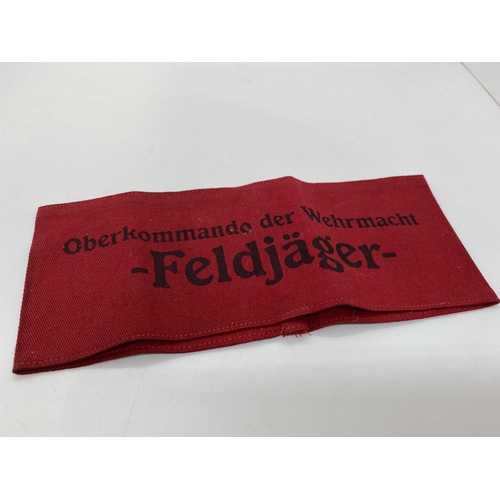 Oberkommando der Wehrmacht
-Feldjäger-